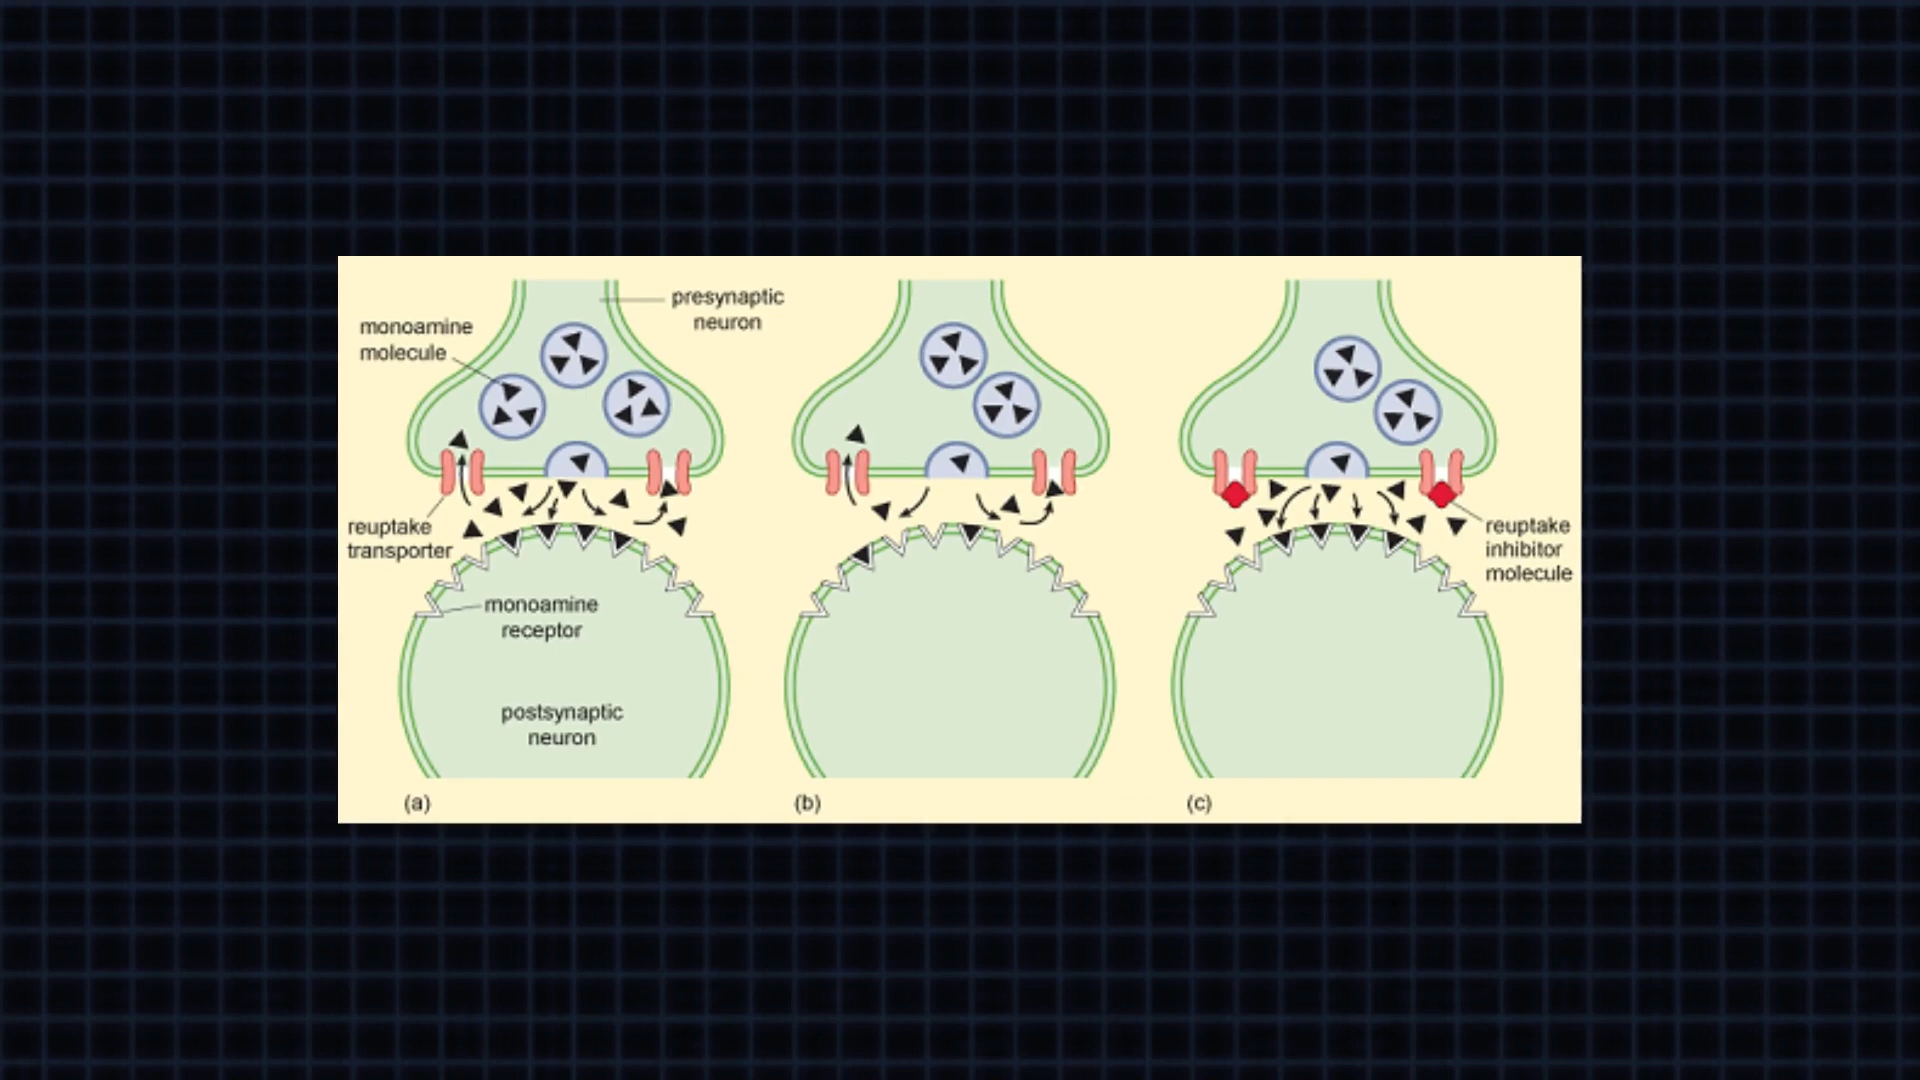 presynaptic
neuron
monoamine
molecule
reuptake
transporter
monoamine
receptor
postsynaptic
neuron
reuptake
inhibitor
molecule
(a)
(b)
(c)